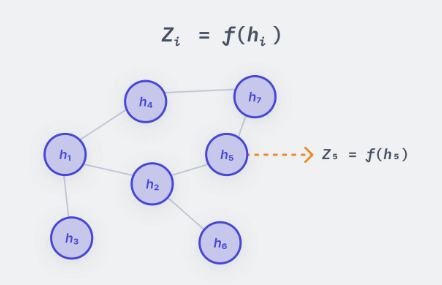 Zᵢ = f(hᵢ)
h₇
h₄
h₁
h₅
Z₅ = f(h₅)
h₂
h₃
h₆